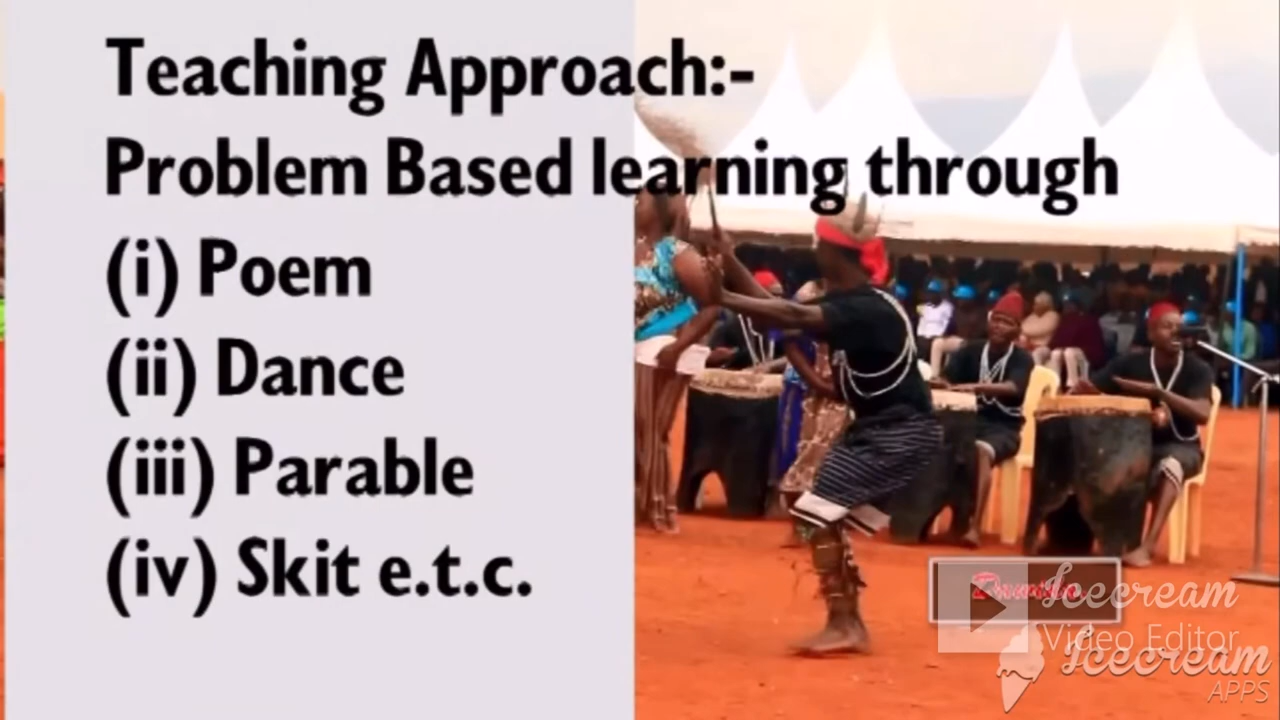 Teaching Approach:-
Problem Based learning through
(i) Poem
(ii) Dance
(iii) Parable
(iv) Skit e.t.c.
Icecream
Video Editor
Icecream
APPS